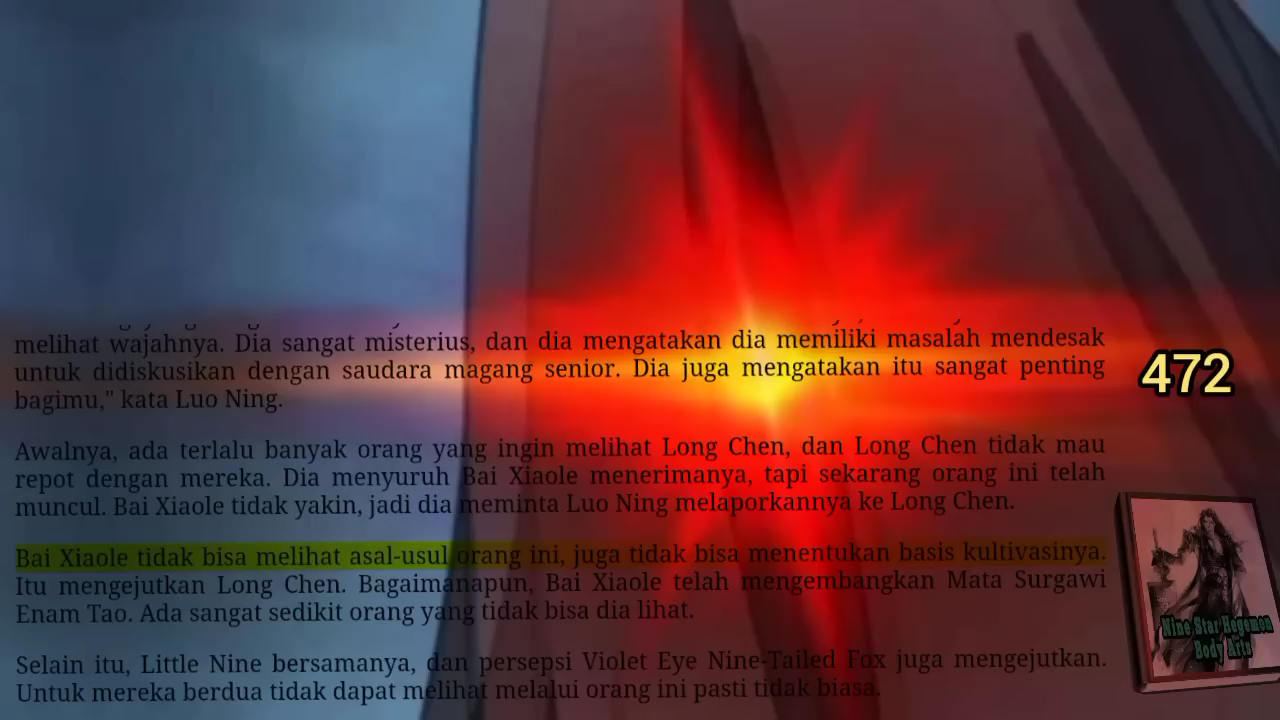 melihat wajahnya. Dia sangat misterius, dan dia mengatakan dia memiliki masalah mendesak
untuk didiskusikan dengan saudara magang senior. Dia juga mengatakan itu sangat penting
bagimu," kata Luo Ning.
Awalnya, ada terlalu banyak orang yang ingin melihat Long Chen, dan Long Chen tidak mau
repot dengan mereka. Dia menyuruh Bai Xiaole menerimanya, tapi sekarang orang ini telah
muncul. Bai Xiaole tidak yakin, jadi dia meminta Luo Ning melaporkannya ke Long Chen.
Bai Xiaole tidak bisa melihat asal-usul orang ini, juga tidak bisa menentukan basis kultivasinya.
Itu mengejutkan Long Chen. Bagaimanapun, Bai Xiaole telah mengembangkan Mata Surgawi
Enam Tao. Ada sangat sedikit orang yang tidak bisa dia lihat.
Selain itu, Little Nine bersamanya, dan persepsi Violet Eye Nine-Tailed Fox juga mengejutkan.
Untuk mereka berdua tidak dapat melihat melalui orang ini pasti tidak biasa.
472
Nine Star Hegemon
Body Arts